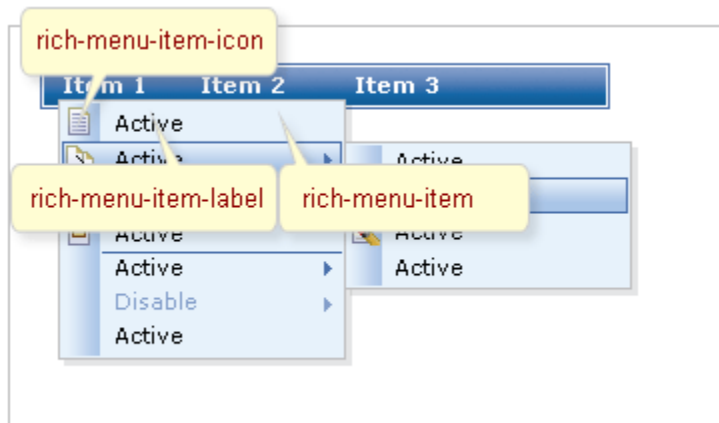 rich-menu-item-icon
Item 1 Item 2 Item 3
Active
Active Active
rich-menu-item-label rich-menu-item
Active Active
Active Active
Disable
Active